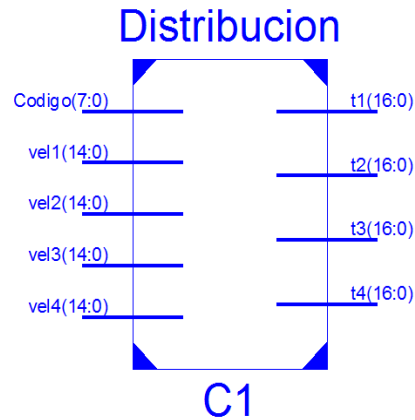 Distribucion
Codigo(7:0)
vel1(14:0)
vel2(14:0)
vel3(14:0)
vel4(14:0)
t1(16:0)
t2(16:0)
t3(16:0)
t4(16:0)
C1